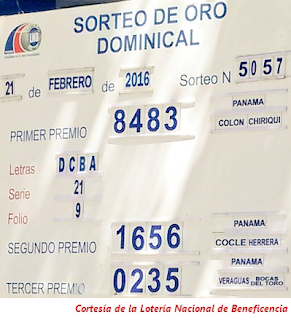 SORTEO DE ORO
DOMINICAL
21 de FEBRERO de 2016 Sorteo N 5057
PRIMER PREMIO 8483 PANAMA
COLON CHIRIQUI
Letras DCBA
Serie 21
Folio 9
SEGUNDO PREMIO 1656 PANAMA
COCLE HERRERA
TERCER PREMIO 0235 PANAMA
VERAGUAS BOCAS DEL TORO
Cortesía de la Lotería Nacional de Beneficencia